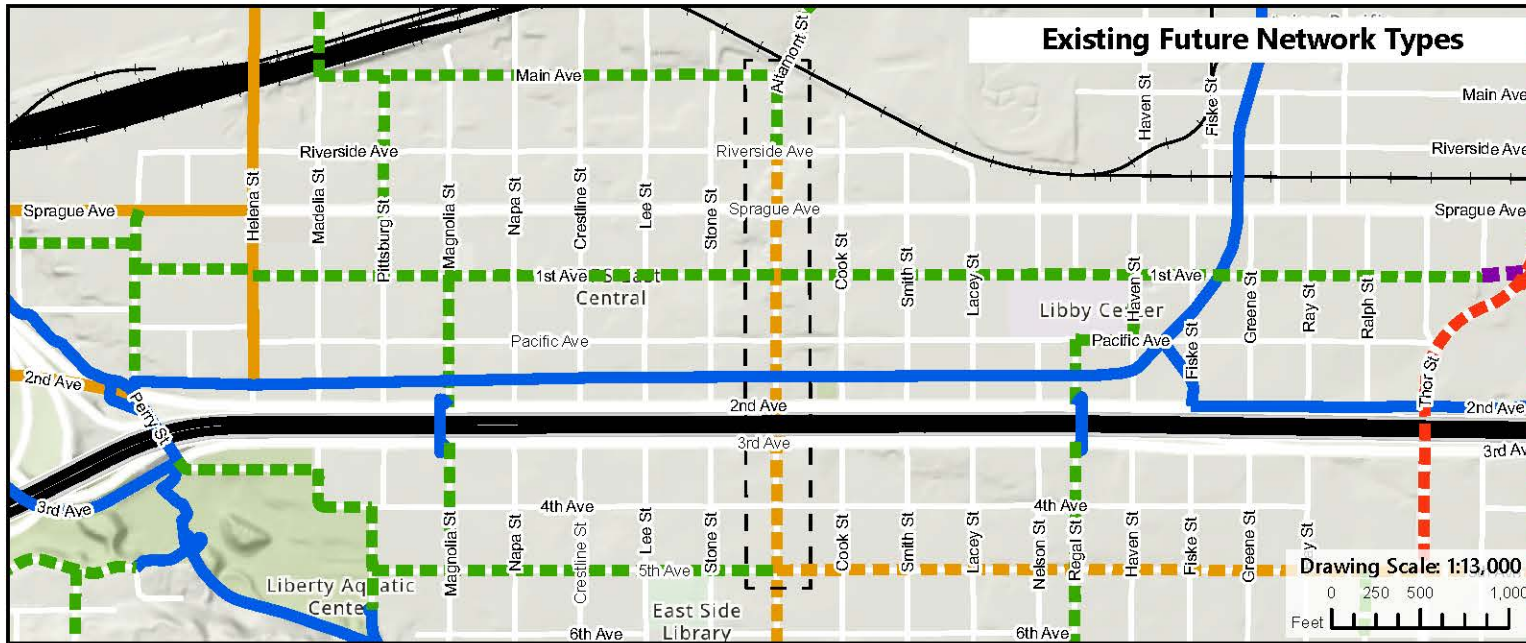 Existing Future Network Types
Altamont St
Main Ave
Haven St
Fiske St
Main Ave
Riverside Ave
Riverside Ave
Riverside Ave
Sprague Ave
Helena St
Madelia St
Pittsburg St
Magnolia St
Napa St
Crestline St
Lee St
Stone St
Sprague Ave
Sprague Ave
1st Ave
Central
Cook St
Smith St
Lacey St
Haven St
1st Ave
Libby Center
Greene St
Ray St
Ralph St
Pacific Ave
Pacific Ave
Fiske St
Thor St
2nd Ave
Perry St
2nd Ave
2nd Ave
3rd Ave
3rd Av
3rd Ave
4th Ave
4th Ave
Magnolia St
Napa St
Crestline St
Lee St
Stone St
Cook St
Smith St
Lacey St
Nelson St
Regal St
Haven St
Fiske St
Greene St
5th Ave
Liberty Aquatic
Cente
East Side
Library
6th Ave
6th Ave
Drawing Scale: 1:13,000
0 250 500 1,000
Feet